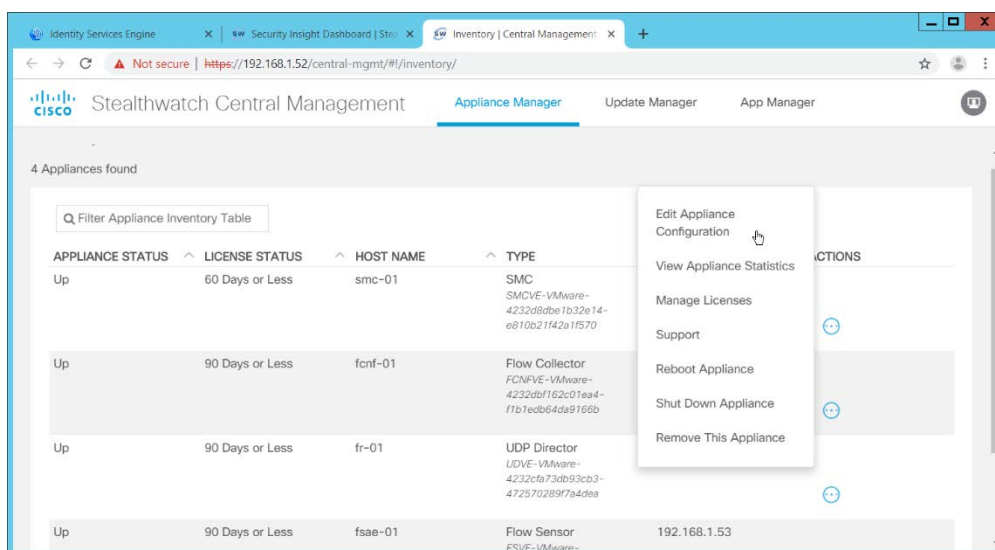 Identity Services Engine
Security Insight Dashboard | Stea
Inventory | Central Management
Not secure | https://192.168.1.52/central-mgmt/#!/inventory/
CISCO
Stealthwatch Central Management
Appliance Manager
Update Manager
App Manager
4 Appliances found
Filter Appliance Inventory Table
APPLIANCE STATUS LICENSE STATUS HOST NAME TYPE CTIONS
Up 60 Days or Less smc-01 SMC
SMCVE-VMware-
4232d8dbe1b32e14-
e810b21f42a1f570
Up 90 Days or Less fcnf-01 Flow Collector
FCNFVE-VMware-
4232dbf162c01ea4-
f1b1edb64da9166b
Up 90 Days or Less fr-01 UDP Director
UDVE-VMware-
4232cfa73db93cb3-
472570289f7a4dea
Up 90 Days or Less fsae-01 Flow Sensor 192.168.1.53
FSVE-VMware-
Edit Appliance
Configuration
View Appliance Statistics
Manage Licenses
Support
Reboot Appliance
Shut Down Appliance
Remove This Appliance